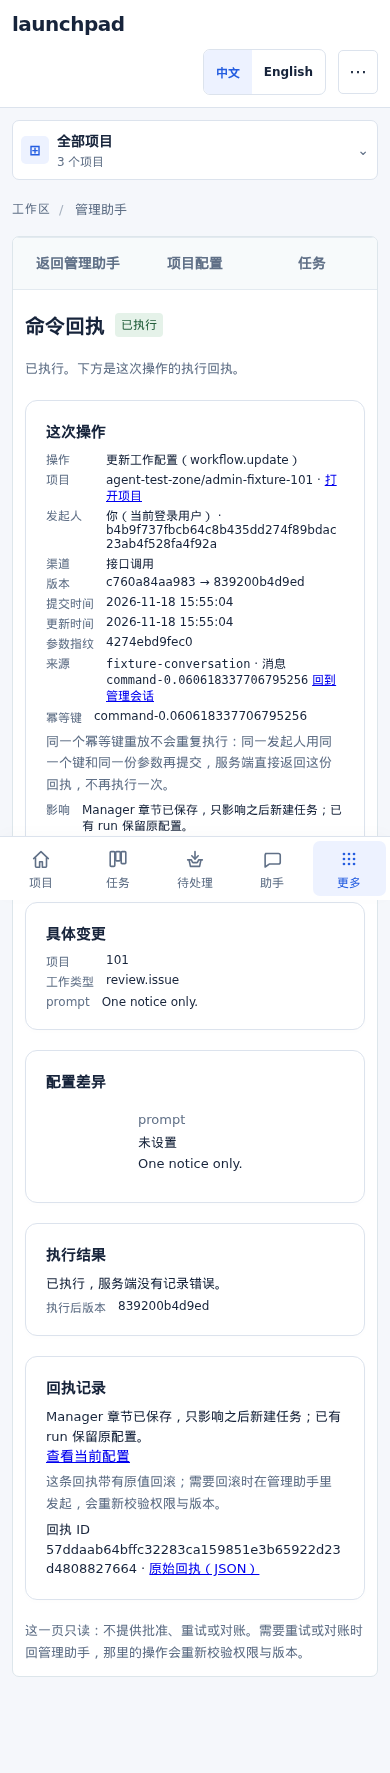 launchpad
中文
English
···
全部项目
3 个项目
工作区 / 管理助手
返回管理助手
项目配置
任务
命令回执
已执行
已执行。下方是这次操作的执行回执。
这次操作
操作 更新工作配置（workflow.update）
项目 agent-test-zone/admin-fixture-101 · 打
开项目
发起人 你（当前登录用户） ·
b4b9f737fbcb64c8b435dd274f89bdac
23ab4f528fa4f92a
渠道 接口调用
版本 c760a84aa983 → 839200b4d9ed
提交时间 2026-11-18 15:55:04
更新时间 2026-11-18 15:55:04
参数指纹 4274ebd9fec0
来源 fixture-conversation · 消息
command-0.060618337706795256 回到
管理会话
幂等键 command-0.060618337706795256
同一个幂等键重放不会重复执行：同一发起人用同
一个键和同一份参数再提交，服务端直接返回这份
回执，不再执行一次。
影响 Manager 章节已保存，只影响之后新建任务；已
有 run 保留原配置。
项目
任务
待处理
助手
更多
具体变更
项目 101
工作类型 review.issue
prompt One notice only.
配置差异
prompt
未设置
One notice only.
执行结果
已执行，服务端没有记录错误。
执行后版本 839200b4d9ed
回执记录
Manager 章节已保存，只影响之后新建任务；已有
run 保留原配置。
查看当前配置
这条回执带有原值回滚；需要回滚时在管理助手里
发起，会重新校验权限与版本。
回执 ID
57ddaab64bffc32283ca159851e3b65922d23
d4808827664 · 原始回执（JSON）
这一页只读：不提供批准、重试或对账。需要重试或对账时
回管理助手，那里的操作会重新校验权限与版本。